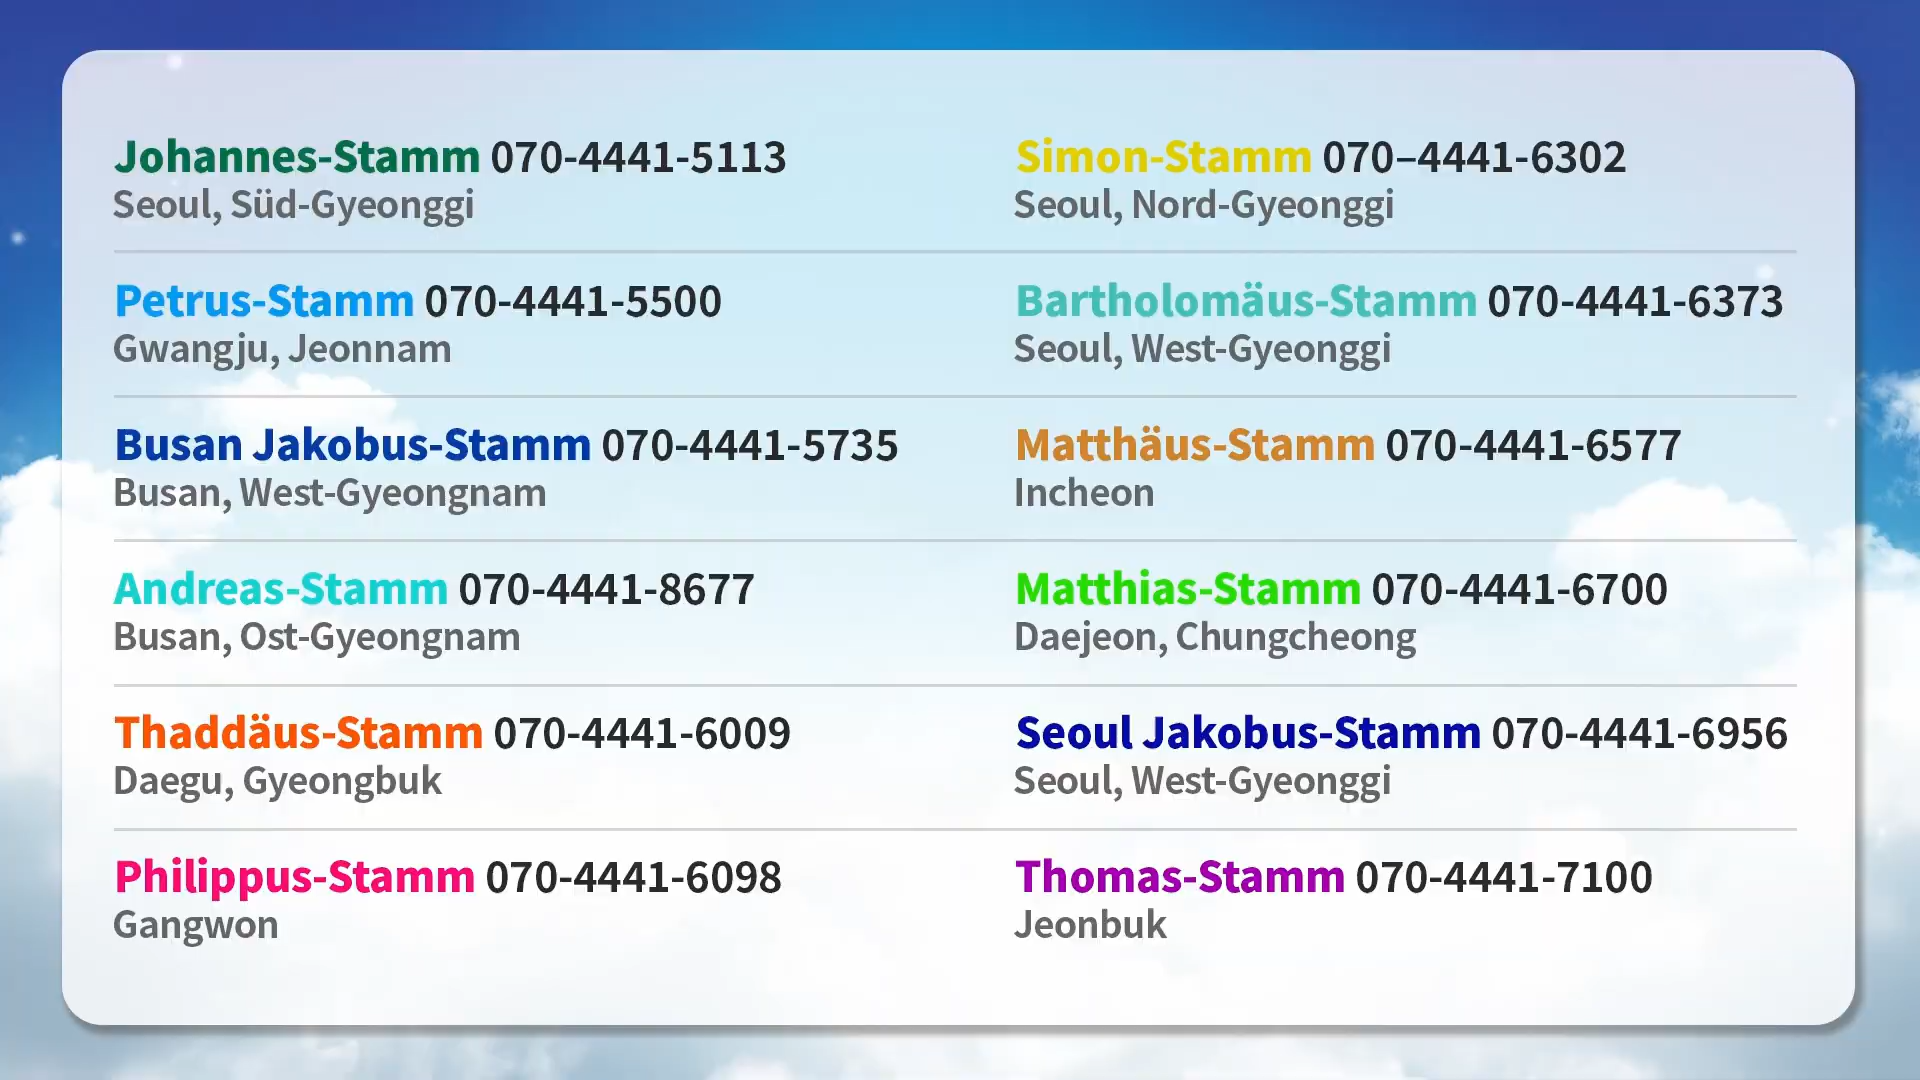 Johannes-Stamm 070-4441-5113
Seoul, Süd-Gyeonggi
Petrus-Stamm 070-4441-5500
Gwangju, Jeonnam
Busan Jakobus-Stamm 070-4441-5735
Busan, West-Gyeongnam
Andreas-Stamm 070-4441-8677
Busan, Ost-Gyeongnam
Thaddäus-Stamm 070-4441-6009
Daegu, Gyeongbuk
Philippus-Stamm 070-4441-6098
Gangwon
Simon-Stamm 070–4441-6302
Seoul, Nord-Gyeonggi
Bartholomäus-Stamm 070-4441-6373
Seoul, West-Gyeonggi
Matthäus-Stamm 070-4441-6577
Incheon
Matthias-Stamm 070-4441-6700
Daejeon, Chungcheong
Seoul Jakobus-Stamm 070-4441-6956
Seoul, West-Gyeonggi
Thomas-Stamm 070-4441-7100
Jeonbuk